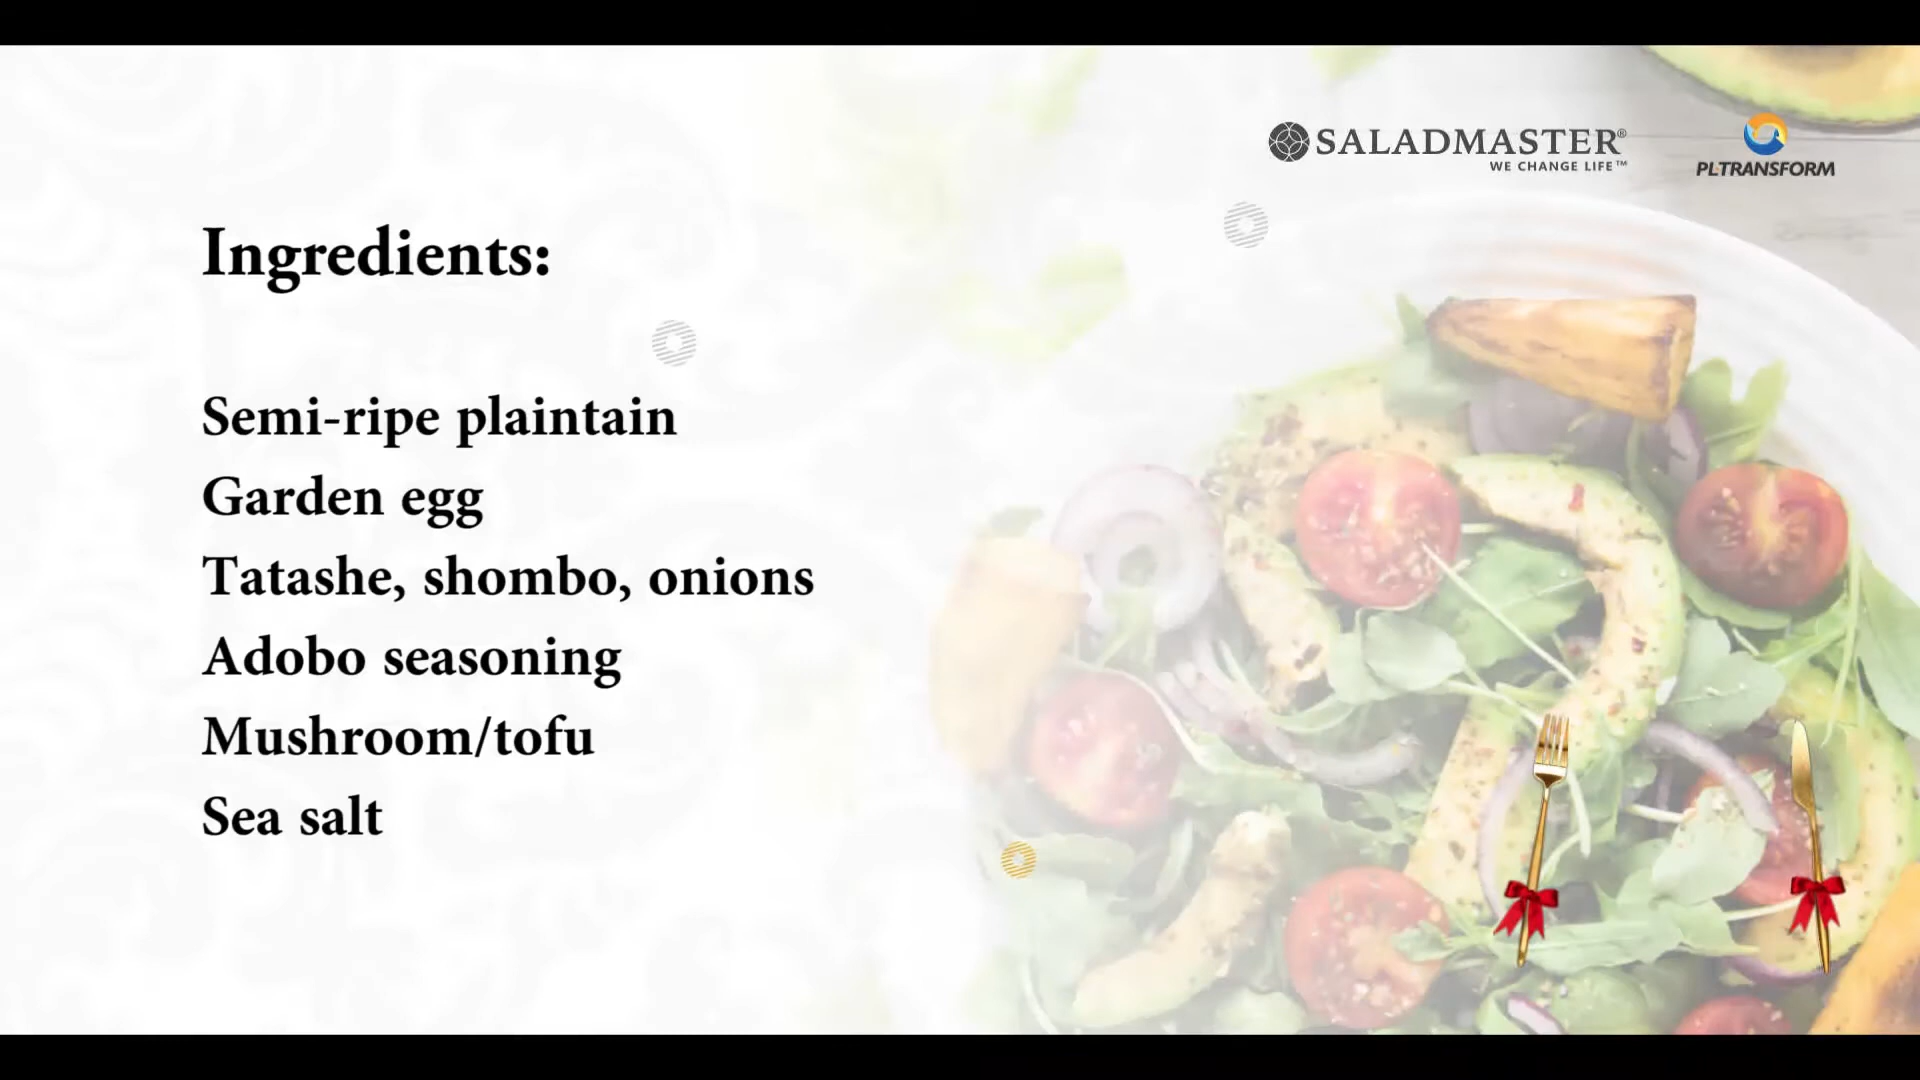 SALADMASTER®
WE CHANGE LIFE™
PLTRANSFORM
Ingredients:
Semi-ripe plaintain
Garden egg
Tatashe, shombo, onions
Adobo seasoning
Mushroom/tofu
Sea salt